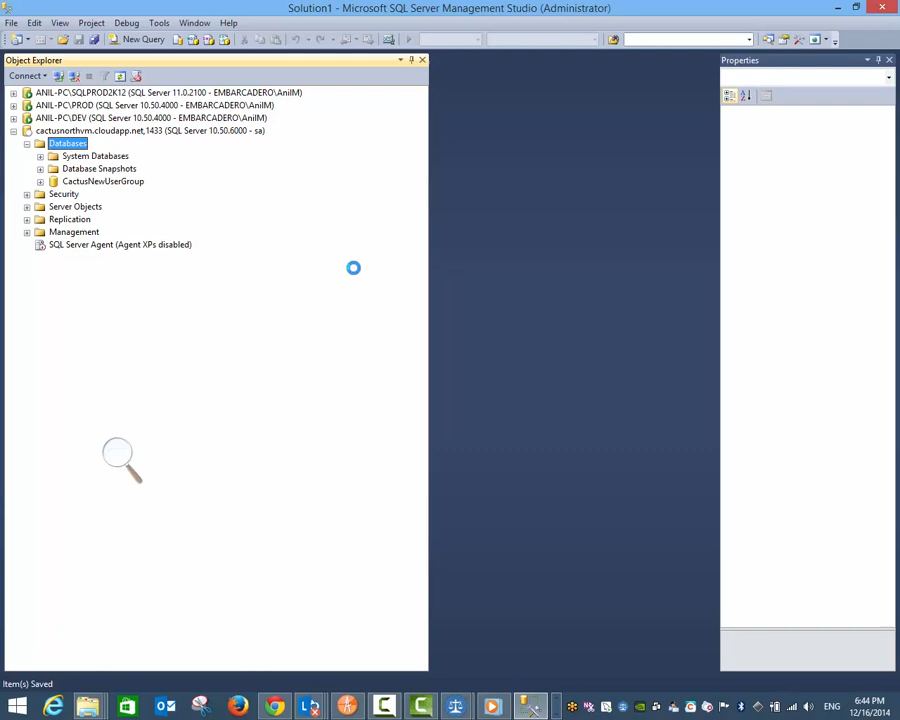 Solution1 - Microsoft SQL Server Management Studio (Administrator)
File Edit View Project Debug Tools Window Help
New Query
Object Explorer
Properties
Connect
ANIL-PC\SQLPROD2K12 (SQL Server 11.0.2100 - EMBARCADERO\AnilM)
ANIL-PC\PROD (SQL Server 10.50.4000 - EMBARCADERO\AnilM)
ANIL-PC\DEV (SQL Server 10.50.4000 - EMBARCADERO\AnilM)
cactusnorthvm.cloudapp.net,1433 (SQL Server 10.50.6000 - sa)
Databases
System Databases
Database Snapshots
CactusNewUserGroup
Security
Server Objects
Replication
Management
SQL Server Agent (Agent XPs disabled)
Item(s) Saved
ENG
6:44 PM
12/16/2014